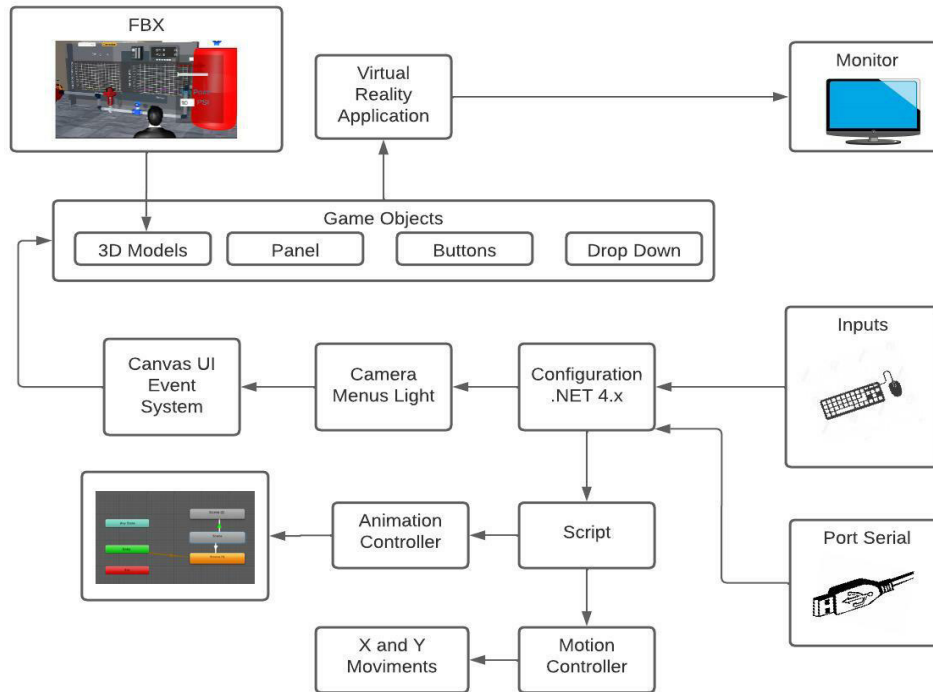 FBX
Virtual
Reality
Application
Monitor
Game Objects
3D Models
Panel
Buttons
Drop Down
Inputs
Canvas UI
Event
System
Camera
Menus Light
Configuration
.NET 4.x
Animation
Controller
Script
Port Serial
X and Y
Moviments
Motion
Controller